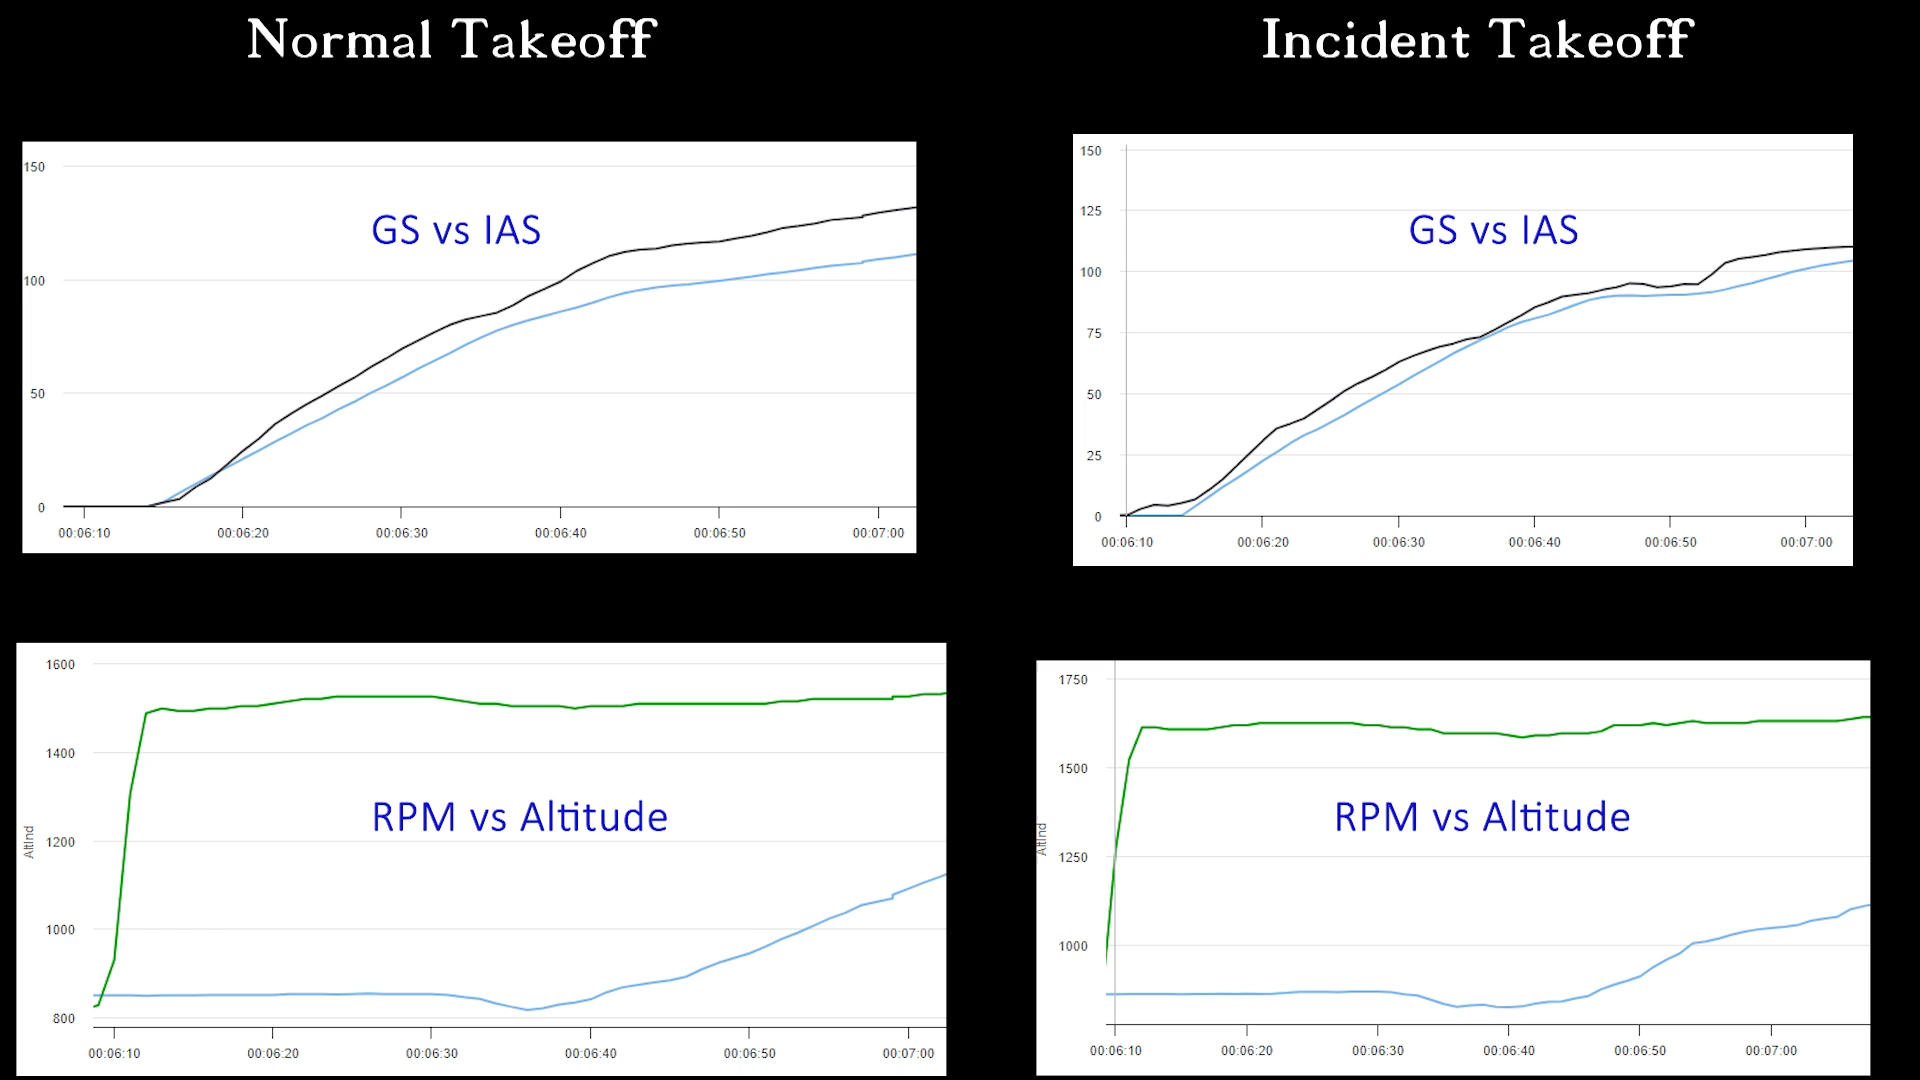 Normal Takeoff
Incident Takeoff
GS vs IAS
150
100
50
0
00:06:10 00:06:20 00:06:30 00:06:40 00:06:50 00:07:00
GS vs IAS
150
125
100
75
50
25
0
00:06:10 00:06:20 00:06:30 00:06:40 00:06:50 00:07:00
RPM vs Altitude
AltInd
1600
1400
1200
1000
800
00:06:10 00:06:20 00:06:30 00:06:40 00:06:50 00:07:00
RPM vs Altitude
AltInd
1750
1500
1250
1000
00:06:10 00:06:20 00:06:30 00:06:40 00:06:50 00:07:00